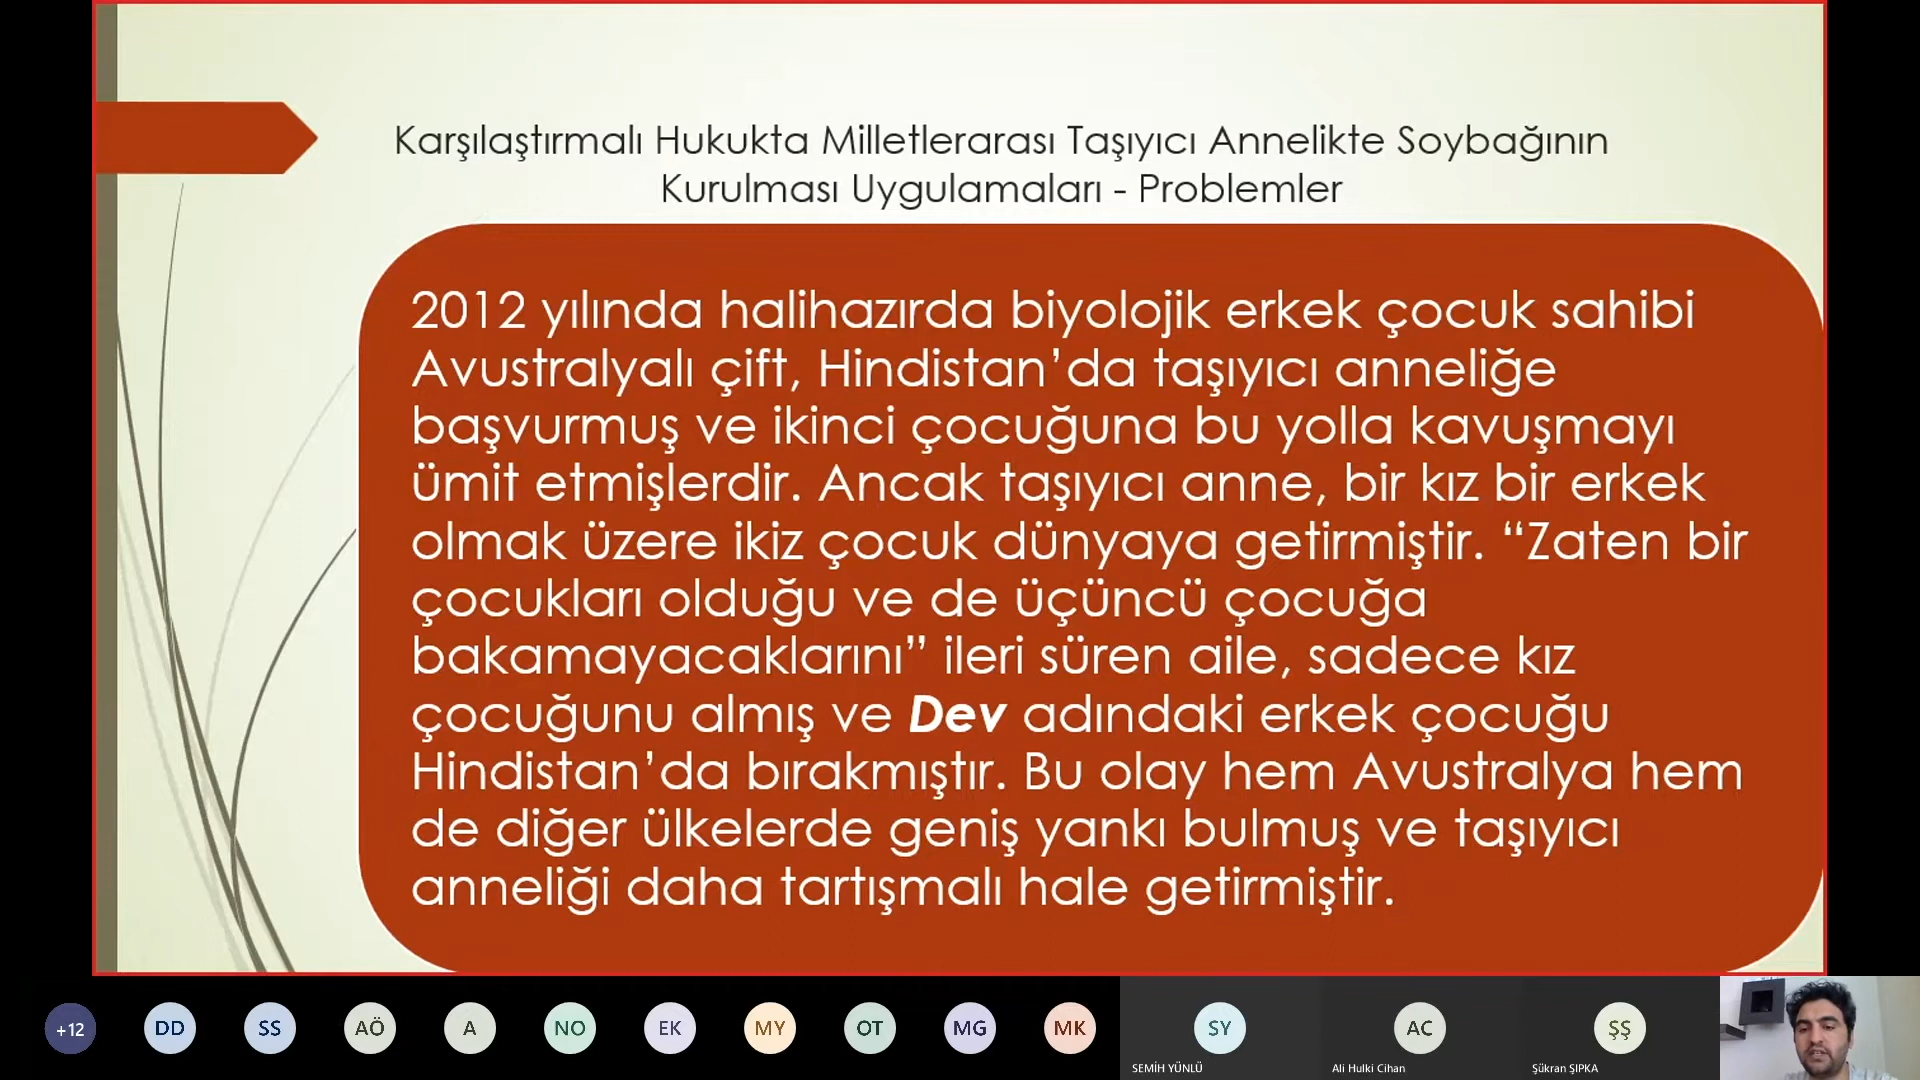 Karşılaştırmalı Hukukta Milletlerarası Taşıyıcı Annelikte Soybağının
Kurulması Uygulamaları - Problemler
2012 yılında halihazırda biyolojik erkek çocuk sahibi
Avustralyalı çift, Hindistan’da taşıyıcı anneliğe
başvurmuş ve ikinci çocuğuna bu yolla kavuşmayı
ümit etmişlerdir. Ancak taşıyıcı anne, bir kız bir erkek
olmak üzere ikiz çocuk dünyaya getirmiştir. “Zaten bir
çocukları olduğu ve de üçüncü çocuğa
bakamayacaklarını” ileri süren aile, sadece kız
çocuğunu almış ve Dev adındaki erkek çocuğu
Hindistan’da bırakmıştır. Bu olay hem Avustralya hem
de diğer ülkelerde geniş yankı bulmuş ve taşıyıcı
anneliği daha tartışmalı hale getirmiştir.
+12 DD SS AÖ A NO EK MY OT MG MK SY AC ŞŞ
SEMİH YÜNLÜ Ali Hulki Cihan Şükran ŞIPKA